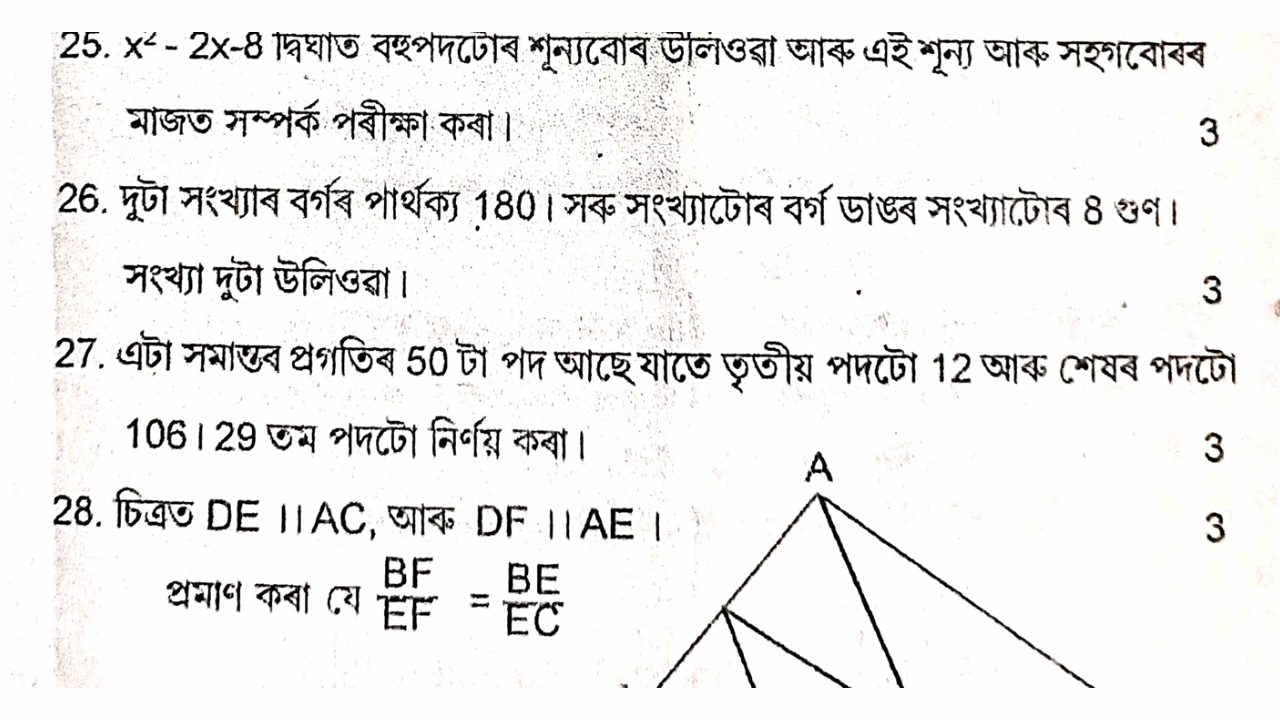 25. x² - 2x-8 দ্বিঘাত বহুপদটোৰ শূন্যবোৰ উলিওৱা আৰু এই শূন্য আৰু সহগবোৰৰ
মাজত সম্পৰ্ক পৰীক্ষা কৰা। 3
26. দুটা সংখ্যাৰ বৰ্গৰ পাৰ্থক্য 180। সৰু সংখ্যাটোৰ বৰ্গ ডাঙৰ সংখ্যাটোৰ 8 গুণ।
সংখ্যা দুটা উলিওৱা। 3
27. এটা সমান্তৰ প্ৰগতিৰ 50 টা পদ আছে যাতে তৃতীয় পদটো 12 আৰু শেষৰ পদটো
106। 29 তম পদটো নিৰ্ণয় কৰা। 3
A
28. চিত্ৰত DE || AC, আৰু DF || AE । 3
প্ৰমাণ কৰা যে BF/EF = BE/EC